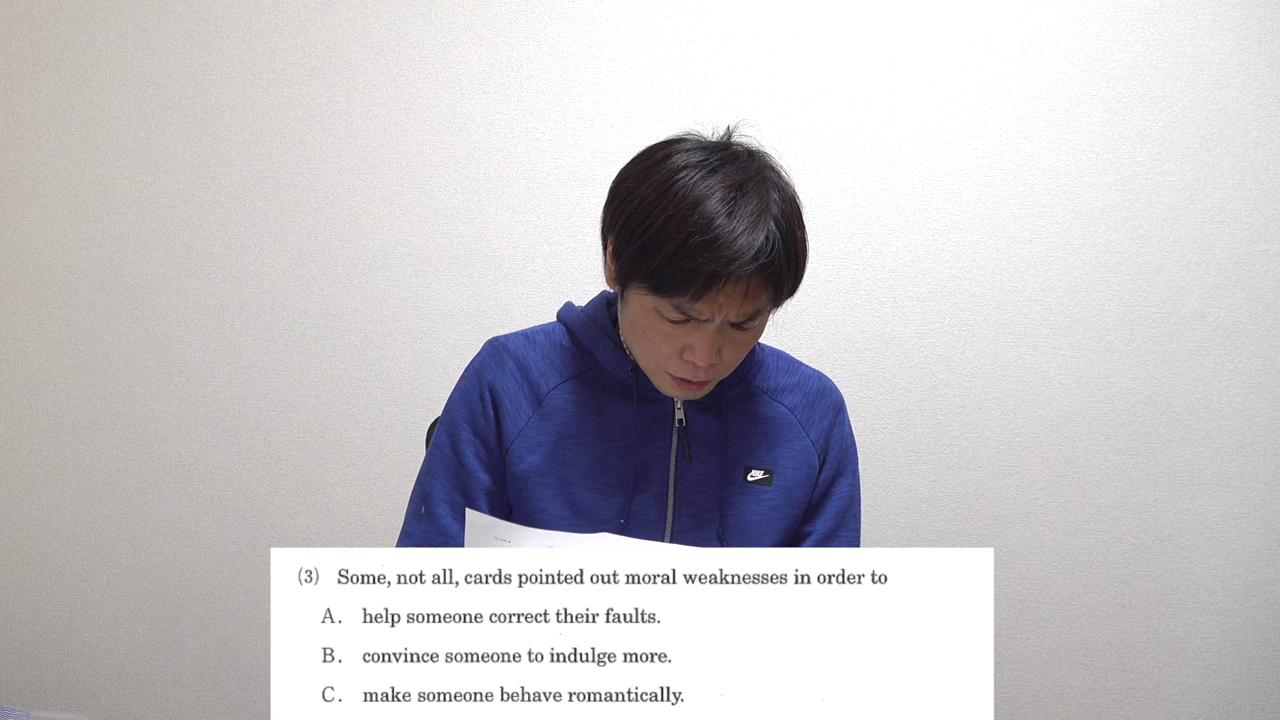 NIKE
(3) Some, not all, cards pointed out moral weaknesses in order to
A. help someone correct their faults.
B. convince someone to indulge more.
C. make someone behave romantically.